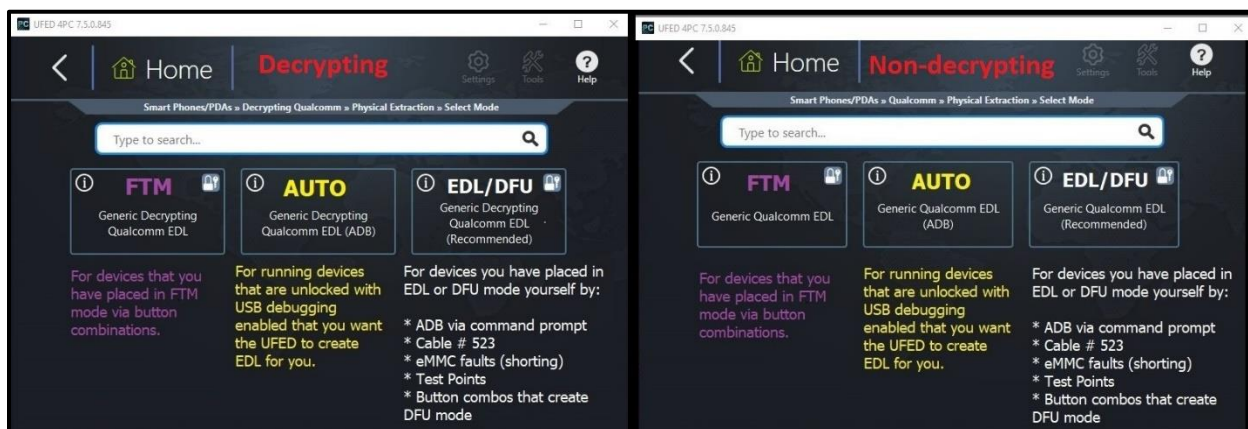 UFED 4PC 7.5.0.845
Home
Decrypting
Settings
Tools
Help
Smart Phones/PDAs » Decrypting Qualcomm » Physical Extraction » Select Mode
Type to search...
FTM
Generic Decrypting
Qualcomm EDL
AUTO
Generic Decrypting
Qualcomm EDL (ADB)
EDL/DFU
Generic Decrypting
Qualcomm EDL
(Recommended)
For devices that you
have placed in FTM
mode via button
combinations.
For running devices
that are unlocked with
USB debugging
enabled that you want
the UFED to create
EDL for you.
For devices you have placed in
EDL or DFU mode yourself by:
* ADB via command prompt
* Cable # 523
* eMMC faults (shorting)
* Test Points
* Button combos that create
DFU mode
UFED 4PC 7.5.0.845
Home
Non-decrypting
Settings
Tools
Help
Smart Phones/PDAs » Qualcomm » Physical Extraction » Select Mode
Type to search...
FTM
Generic Qualcomm EDL
AUTO
Generic Qualcomm EDL
(ADB)
EDL/DFU
Generic Qualcomm EDL
(Recommended)
For devices that you
have placed in FTM
mode via button
combinations.
For running devices
that are unlocked with
USB debugging
enabled that you want
the UFED to create
EDL for you.
For devices you have placed in
EDL or DFU mode yourself by:
* ADB via command prompt
* Cable # 523
* eMMC faults (shorting)
* Test Points
* Button combos that create
DFU mode